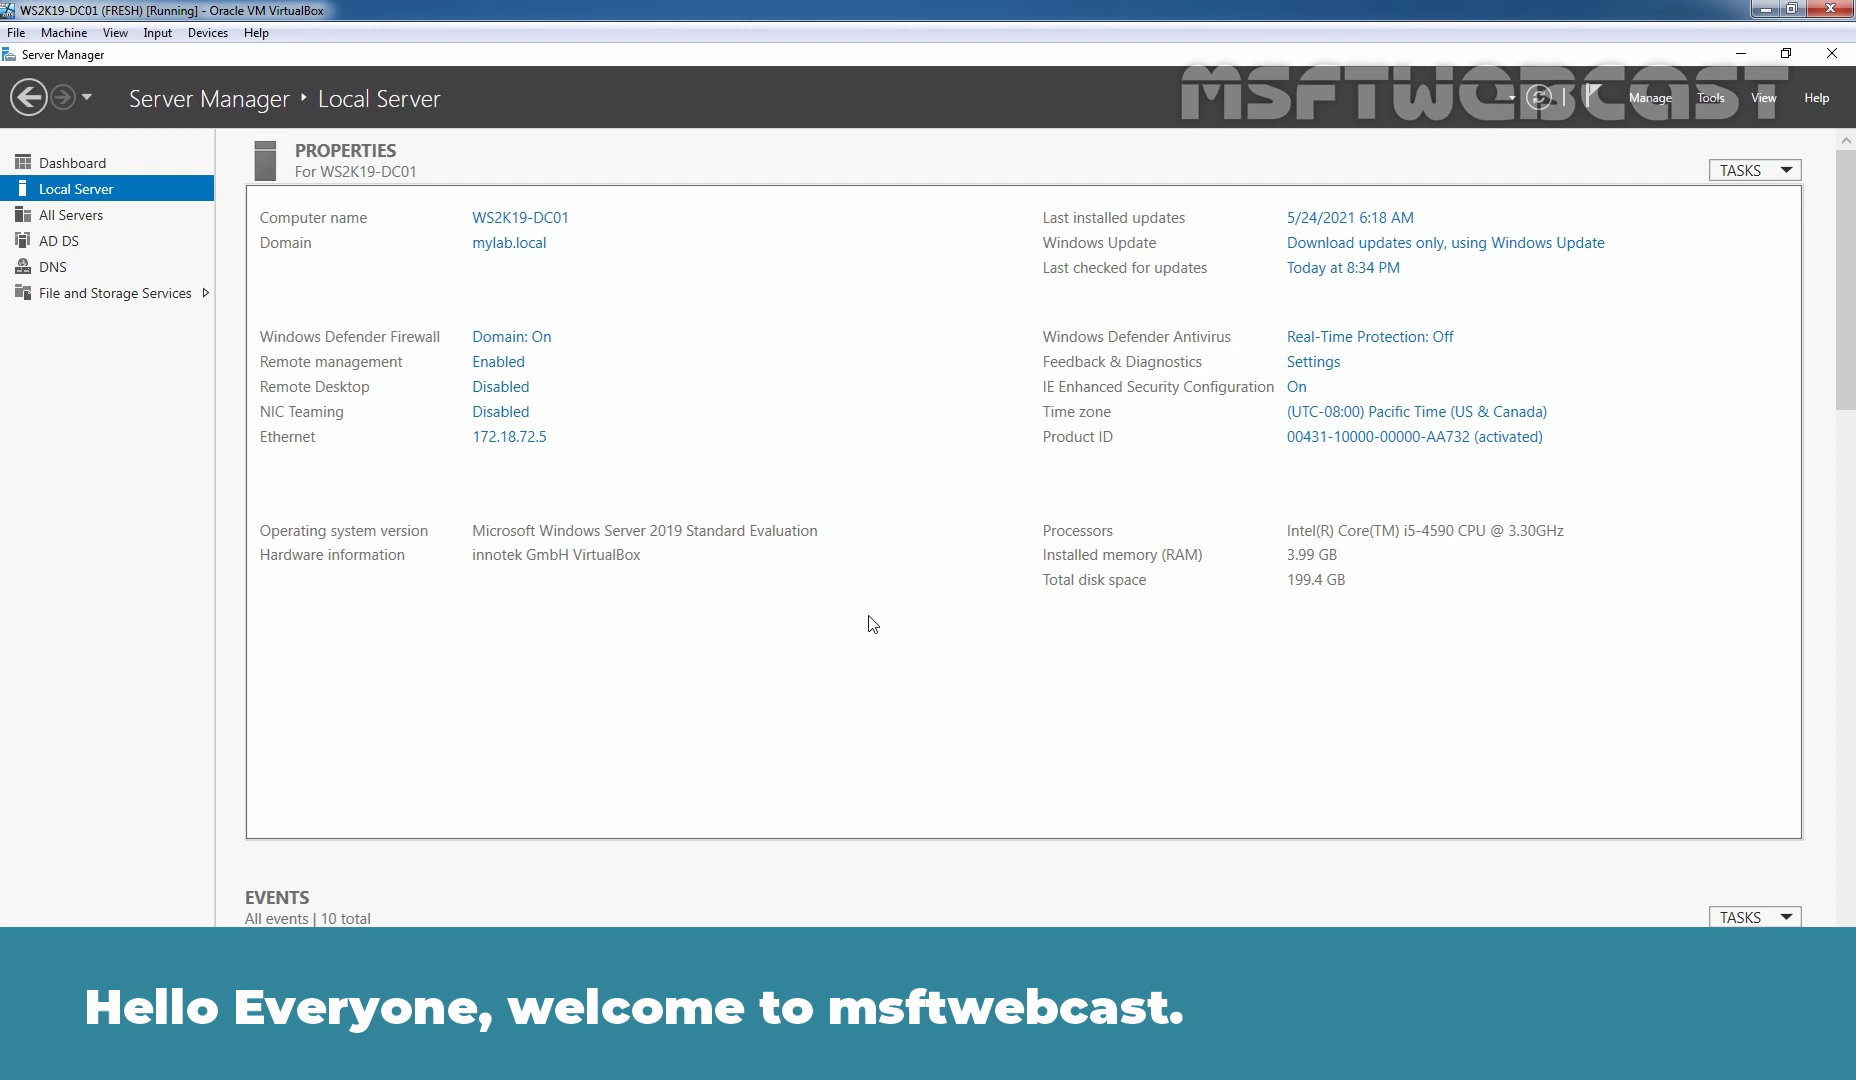 WS2K19-DC01 (FRESH) [Running] - Oracle VM VirtualBox
File Machine View Input Devices Help
Server Manager
Server Manager ‣ Local Server
MSFTWEBCAST
Manage Tools View Help
Dashboard
Local Server
All Servers
AD DS
DNS
File and Storage Services
PROPERTIES
For WS2K19-DC01
TASKS
Computer name WS2K19-DC01
Domain mylab.local
Last installed updates 5/24/2021 6:18 AM
Windows Update Download updates only, using Windows Update
Last checked for updates Today at 8:34 PM
Windows Defender Firewall Domain: On
Remote management Enabled
Remote Desktop Disabled
NIC Teaming Disabled
Ethernet 172.18.72.5
Windows Defender Antivirus Real-Time Protection: Off
Feedback & Diagnostics Settings
IE Enhanced Security Configuration On
Time zone (UTC-08:00) Pacific Time (US & Canada)
Product ID 00431-10000-00000-AA732 (activated)
Operating system version Microsoft Windows Server 2019 Standard Evaluation
Hardware information innotek GmbH VirtualBox
Processors Intel(R) Core(TM) i5-4590 CPU @ 3.30GHz
Installed memory (RAM) 3.99 GB
Total disk space 199.4 GB
EVENTS
All events | 10 total
TASKS
Hello Everyone, welcome to msftwebcast.